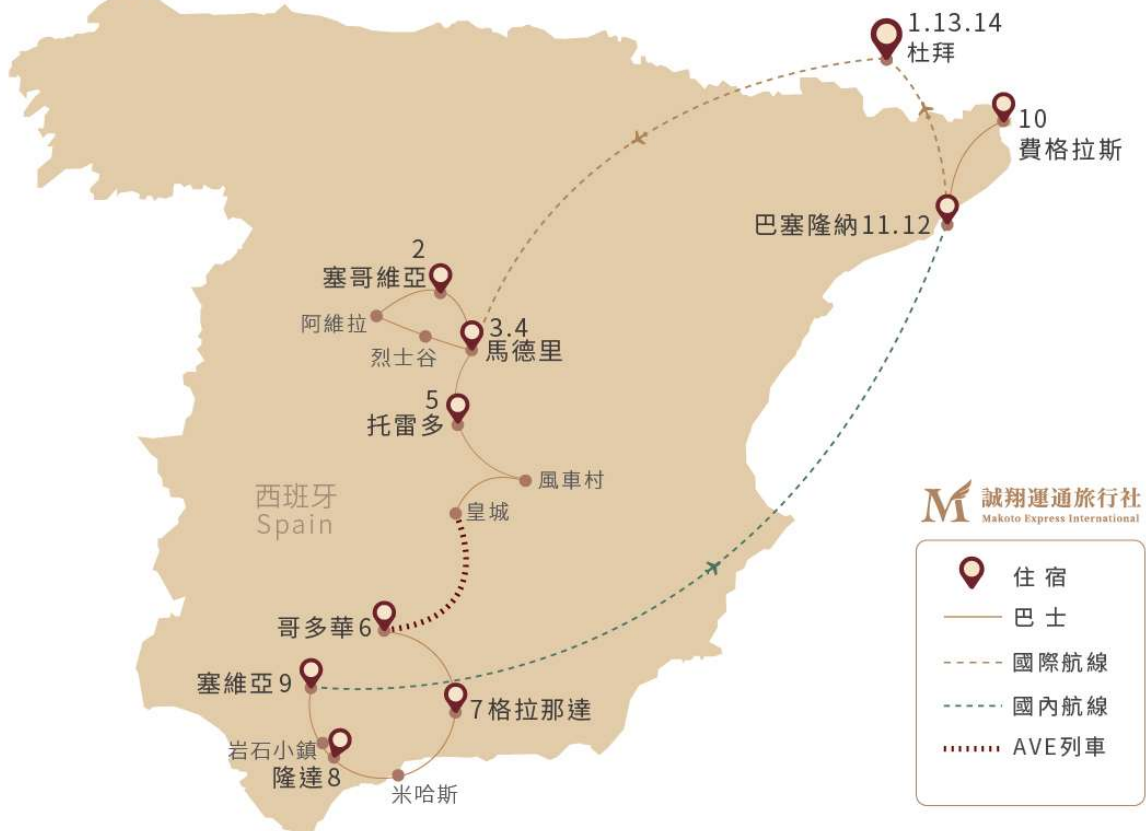 1.13.14
杜拜
10
費格拉斯
巴塞隆納11.12
2
塞哥維亞
阿維拉
3.4
馬德里
烈士谷
5
托雷多
風車村
皇城
西班牙
Spain
哥多華6
塞維亞9
7格拉那達
岩石小鎮
隆達8
米哈斯
誠翔運通旅行社
Makoto Express International
住宿
巴士
國際航線
國內航線
AVE列車